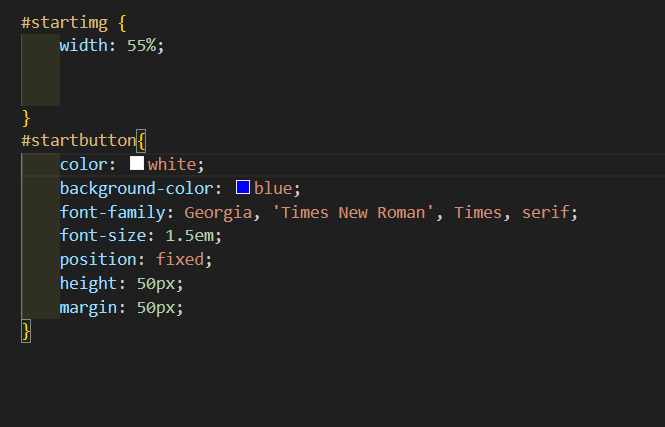 #startimg {
    width: 55%;
}
#startbutton{
    color: white;
    background-color: blue;
    font-family: Georgia, 'Times New Roman', Times, serif;
    font-size: 1.5em;
    position: fixed;
    height: 50px;
    margin: 50px;
}